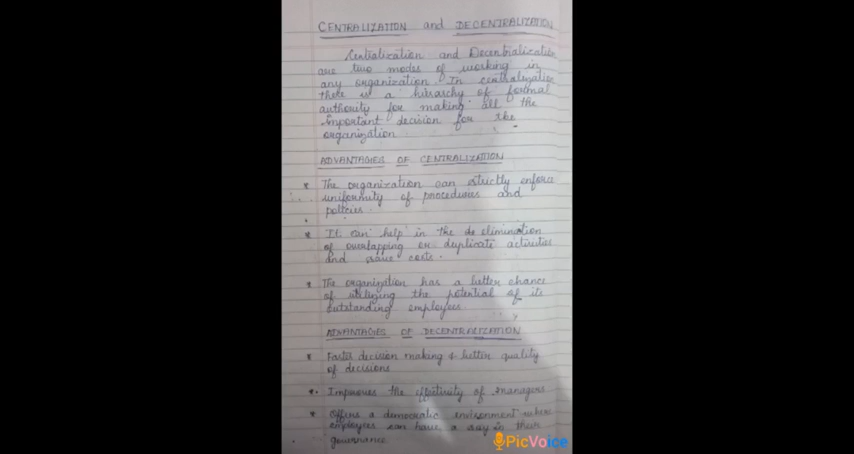 CENTRALIZATION and DECENTRALIZATION
Centralization and Decentralization
are two modes of working in
any organization. In centralization
there is a hierarchy of formal
authority for making all the
important decision for the
organization
ADVANTAGES OF CENTRALIZATION
* The organization can strictly enforce
uniformity of procedures and
policies.
* It can help in the de elimination
of overlapping or duplicate activities
and save costs.
* The organization has a better chance
of utilizing the potential of its
outstanding employees.
ADVANTAGES OF DECENTRALIZATION
* Faster decision making & better quality
of decisions
* Improves the effectivity of managers
* Offers a democratic environment where
employees can have a say in their
governance
PicVoice